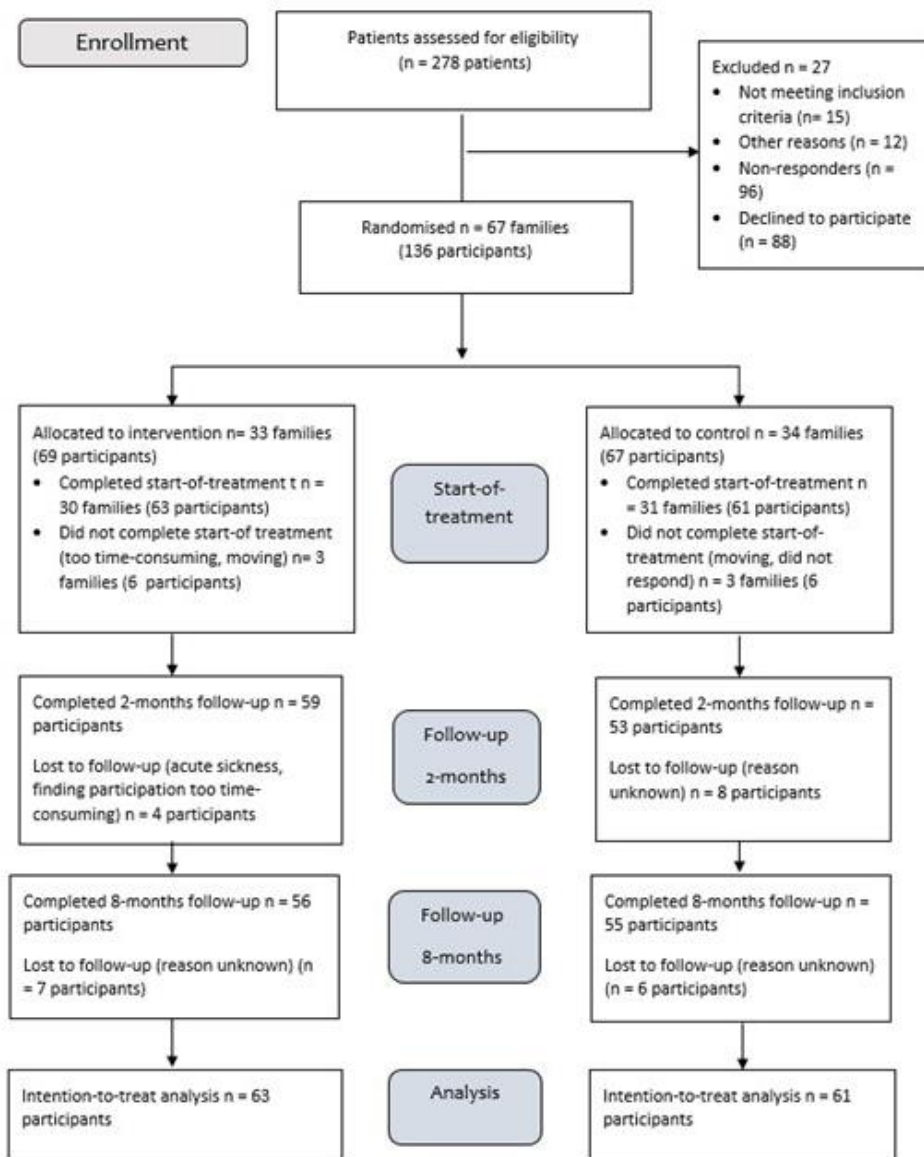 Enrollment
Patients assessed for eligibility
(n = 278 patients)
Excluded n = 27
• Not meeting inclusion
criteria (n= 15)
• Other reasons (n = 12)
• Non-responders (n =
96)
• Declined to participate
(n = 88)
Randomised n = 67 families
(136 participants)
Allocated to intervention n= 33 families
(69 participants)
• Completed start-of-treatment t n =
30 families (63 participants)
• Did not complete start-of treatment
(too time-consuming, moving) n= 3
families (6 participants)
Start-of-
treatment
Allocated to control n = 34 families
(67 participants)
• Completed start-of-treatment n
= 31 families (61 participants)
• Did not complete start-of-
treatment (moving, did not
respond) n = 3 families (6
participants)
Completed 2-months follow-up n = 59
participants
Lost to follow-up (acute sickness,
finding participation too time-
consuming) n = 4 participants
Follow-up
2-months
Completed 2-months follow-up n =
53 participants
Lost to follow-up (reason
unknown) n = 8 participants
Completed 8-months follow-up n = 56
participants
Lost to follow-up (reason unknown) (n
= 7 participants)
Follow-up
8-months
Completed 8-months follow-up n =
55 participants
Lost to follow-up (reason unknown)
(n = 6 participants)
Intention-to-treat analysis n = 63
participants
Analysis
Intention-to-treat analysis n = 61
participants